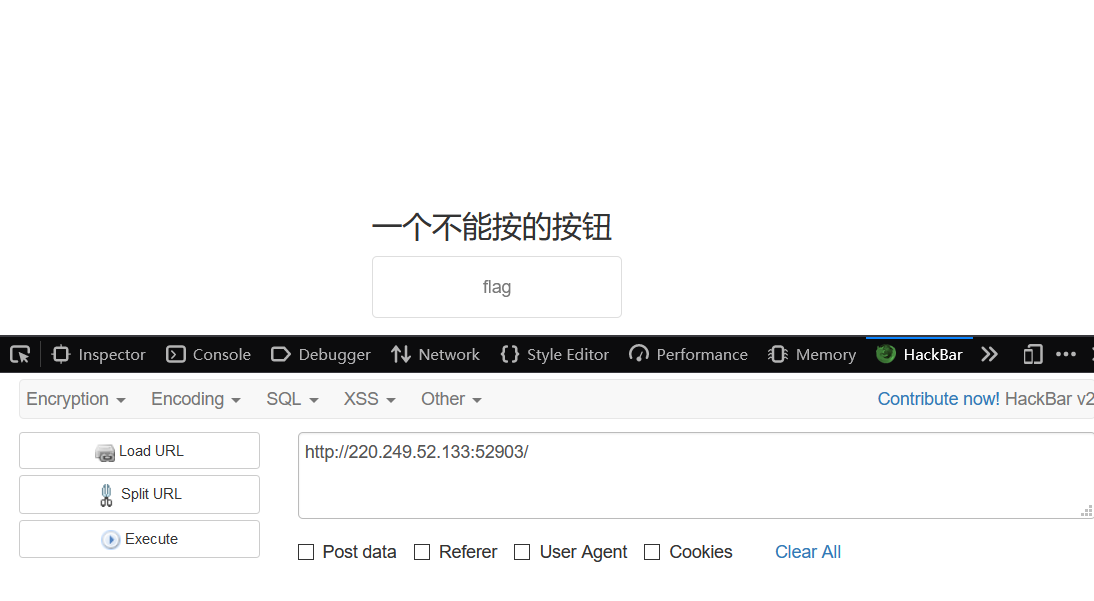 一个不能按的按钮
flag
Inspector Console Debugger Network Style Editor Performance Memory HackBar
Encryption Encoding SQL XSS Other Contribute now! HackBar v2
Load URL http://220.249.52.133:52903/
Split URL
Execute
Post data Referer User Agent Cookies Clear All